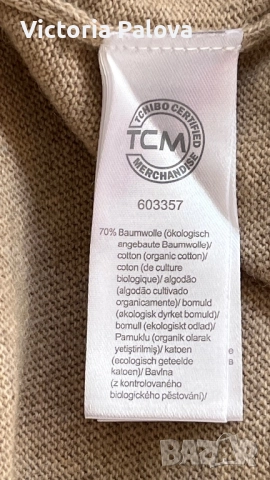 Victoria Palova
TCHIBO CERTIFIED
TCM
MERCHANDISE
603357
70% Baumwolle (ökologisch
angebaute Baumwolle)/
cotton (organic cotton)/
coton (de culture
biologique)/ algodão
(algodão cultivado
organicamente)/ bomuld
(økologisk dyrket bomuld)/
bomull (ekologiskt odlad)/
Pamuklu (organik olarak
yetiştirilmiş)/ katoen
(ecologisch geteelde
katoen)/ Bavlna
(z kontrolovaného
biologického pěstování)/
BAZAR